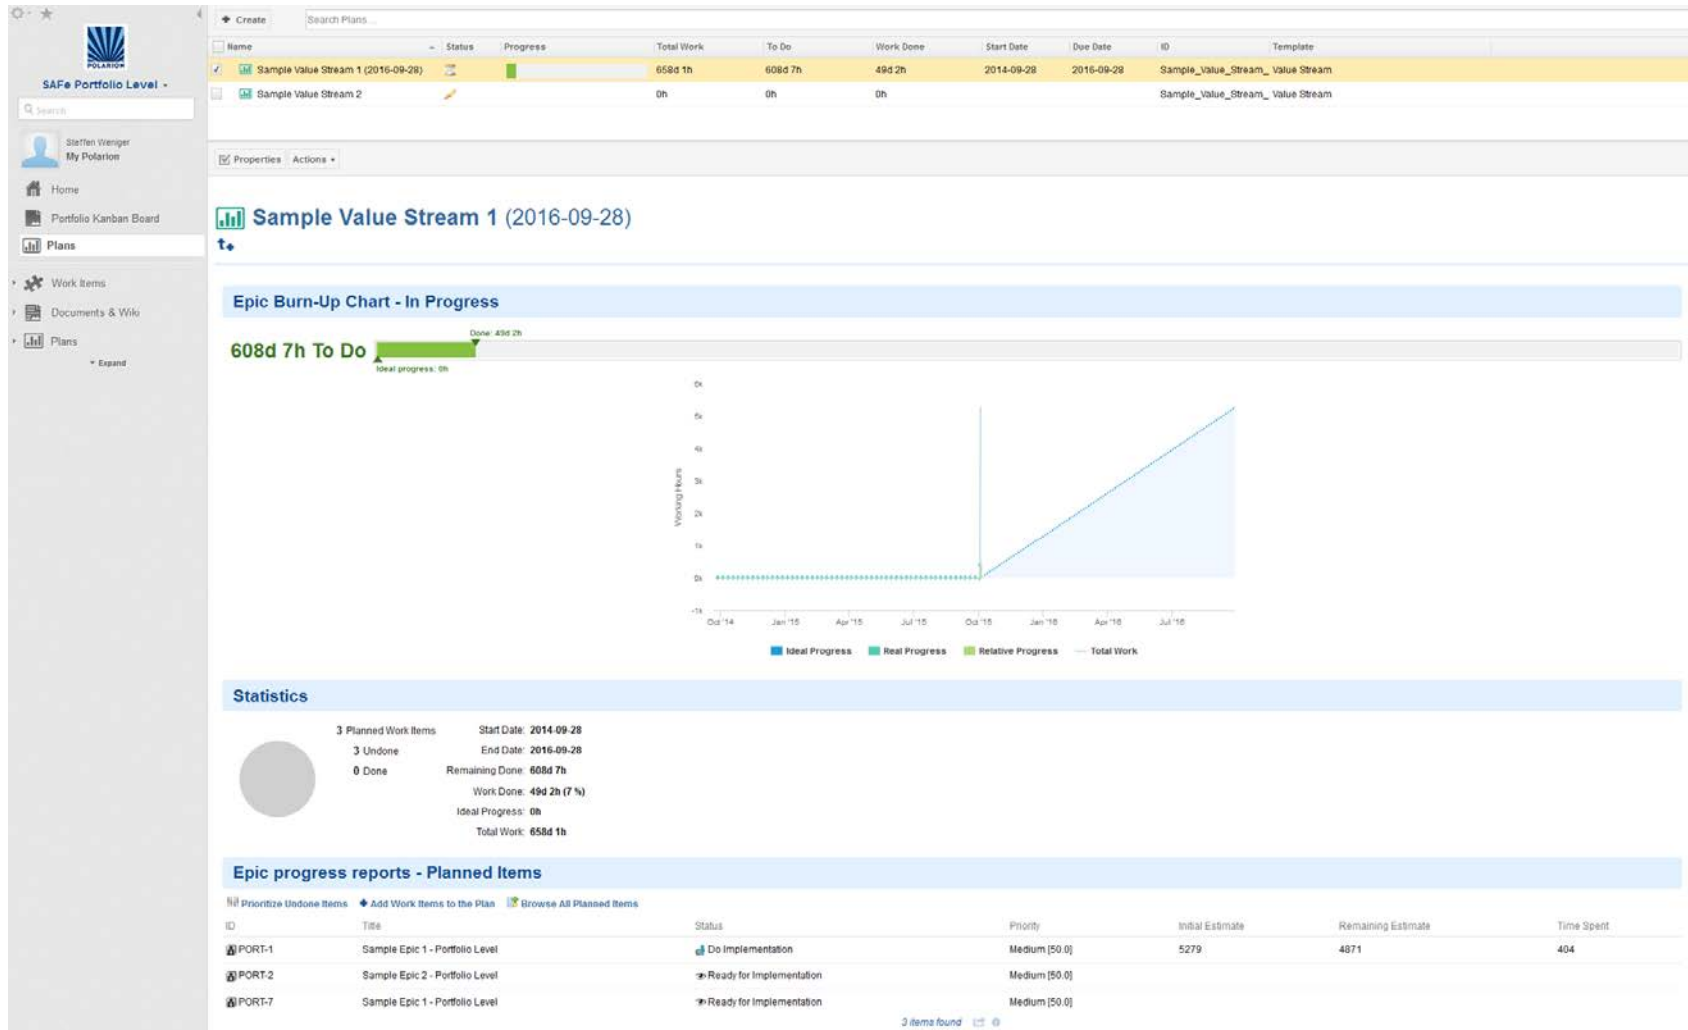 Create Search Plans ...
Name Status Progress Total Work To Do Work Done Start Date Due Date ID Template
Sample Value Stream 1 (2016-09-28) 658d 1h 608d 7h 49d 2h 2014-09-28 2016-09-28 Sample_Value_Stream_ Value Stream
Sample Value Stream 2 0h 0h 0h Sample_Value_Stream_ Value Stream
POLARION
SAFe Portfolio Level
Search
Steffen Weniger
My Polarion
Home
Portfolio Kanban Board
Plans
Work Items
Documents & Wiki
Plans
Expand
Properties Actions
Sample Value Stream 1 (2016-09-28)
Epic Burn-Up Chart - In Progress
Done: 49d 2h
608d 7h To Do
Ideal progress: 0h
6k
5k
4k
3k
2k
1k
0k
-1k
Working Hours
Oct '14 Jan '15 Apr '15 Jul '15 Oct '15 Jan '16 Apr '16 Jul '16
Ideal Progress Real Progress Relative Progress Total Work
Statistics
3 Planned Work Items
3 Undone
0 Done
Start Date: 2014-09-28
End Date: 2016-09-28
Remaining Done: 608d 7h
Work Done: 49d 2h (7 %)
Ideal Progress: 0h
Total Work: 658d 1h
Epic progress reports - Planned Items
Prioritize Undone Items Add Work Items to the Plan Browse All Planned Items
ID Title Status Priority Initial Estimate Remaining Estimate Time Spent
PORT-1 Sample Epic 1 - Portfolio Level Do Implementation Medium [50.0] 5279 4871 404
PORT-2 Sample Epic 2 - Portfolio Level Ready for Implementation Medium [50.0]
PORT-7 Sample Epic 1 - Portfolio Level Ready for Implementation Medium [50.0]
3 items found